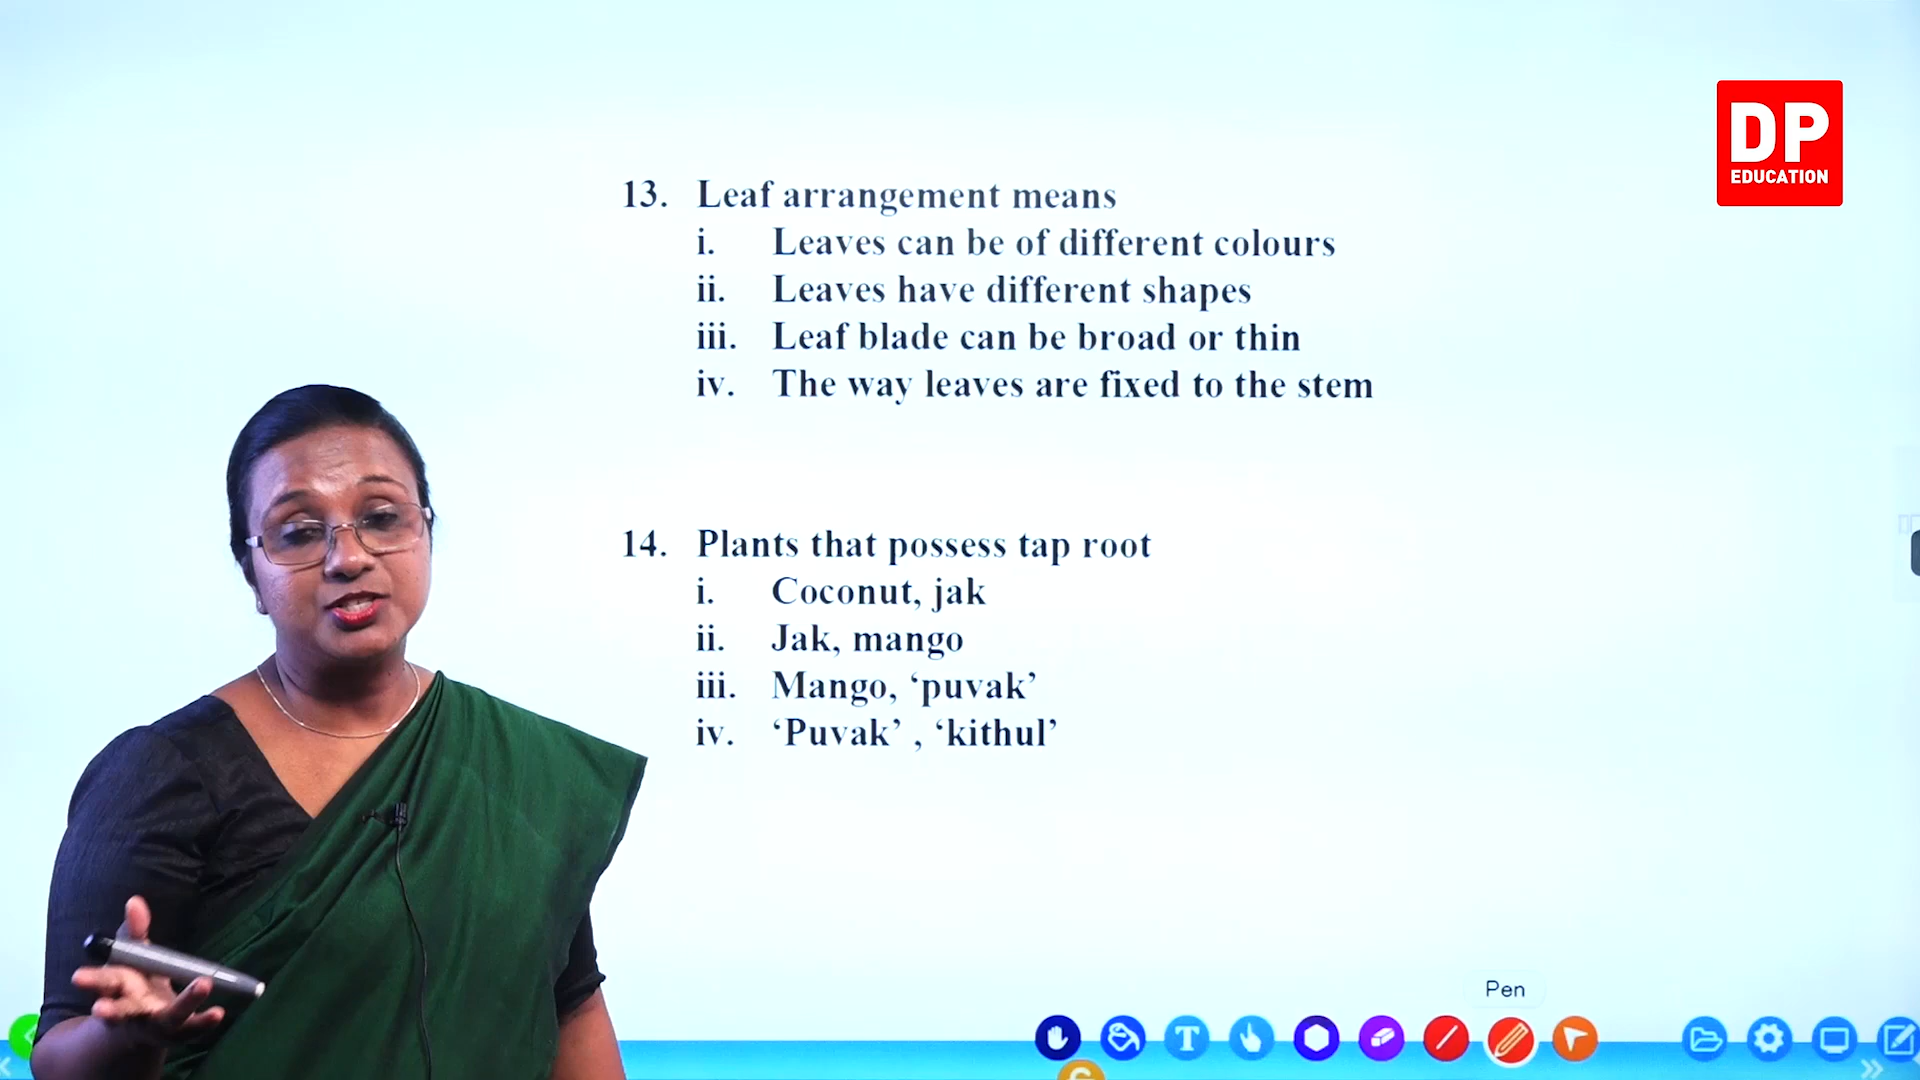 DP
EDUCATION
13. Leaf arrangement means
i. Leaves can be of different colours
ii. Leaves have different shapes
iii. Leaf blade can be broad or thin
iv. The way leaves are fixed to the stem
14. Plants that possess tap root
i. Coconut, jak
ii. Jak, mango
iii. Mango, ‘puvak’
iv. ‘Puvak’ , ‘kithul’
Pen
T